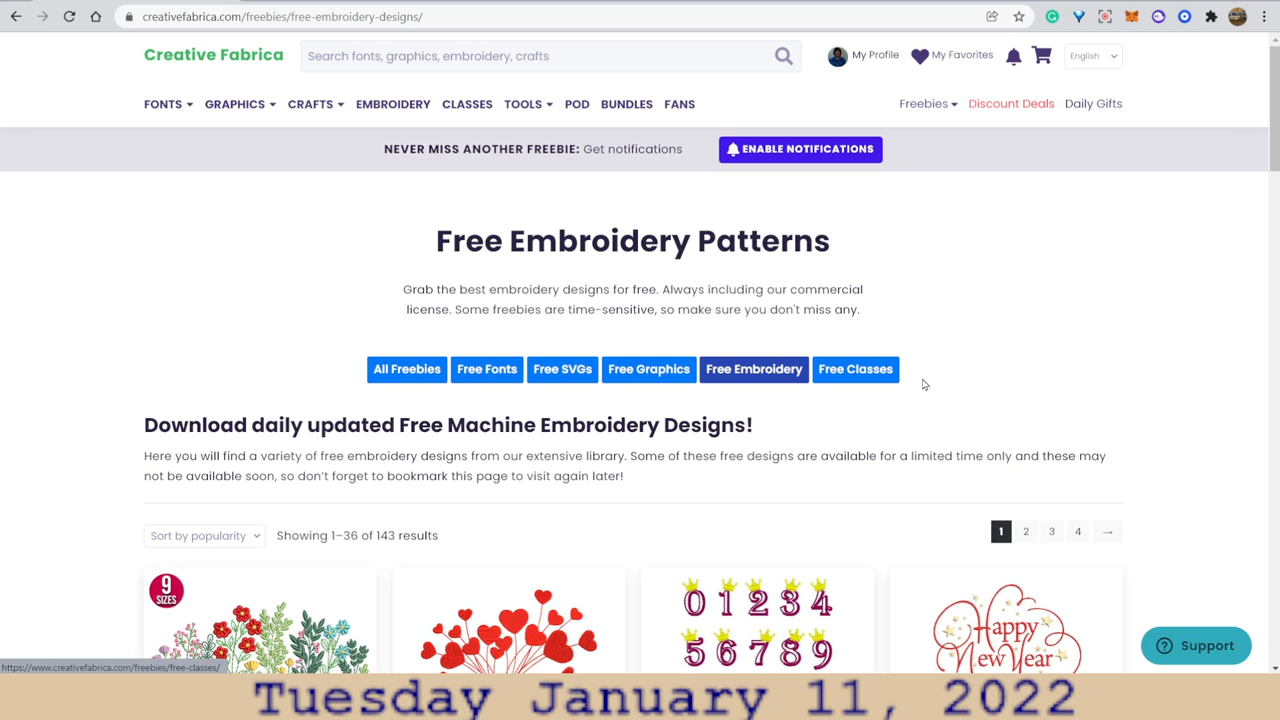 creativefabrica.com/freebies/free-embroidery-designs/
Creative Fabrica
Search fonts, graphics, embroidery, crafts
My Profile
My Favorites
English
FONTS GRAPHICS CRAFTS EMBROIDERY CLASSES TOOLS POD BUNDLES FANS
Freebies Discount Deals Daily Gifts
NEVER MISS ANOTHER FREEBIE: Get notifications
ENABLE NOTIFICATIONS
Free Embroidery Patterns
Grab the best embroidery designs for free. Always including our commercial
license. Some freebies are time-sensitive, so make sure you don't miss any.
All Freebies Free Fonts Free SVGs Free Graphics Free Embroidery Free Classes
Download daily updated Free Machine Embroidery Designs!
Here you will find a variety of free embroidery designs from our extensive library. Some of these free designs are available for a limited time only and these may
not be available soon, so don't forget to bookmark this page to visit again later!
Sort by popularity
Showing 1–36 of 143 results
1 2 3 4 →
9
SIZES
0 1 2 3 4
5 6 7 8 9
Happy
New Year
Support
https://www.creativefabrica.com/freebies/free-classes/
Tuesday January 11, 2022